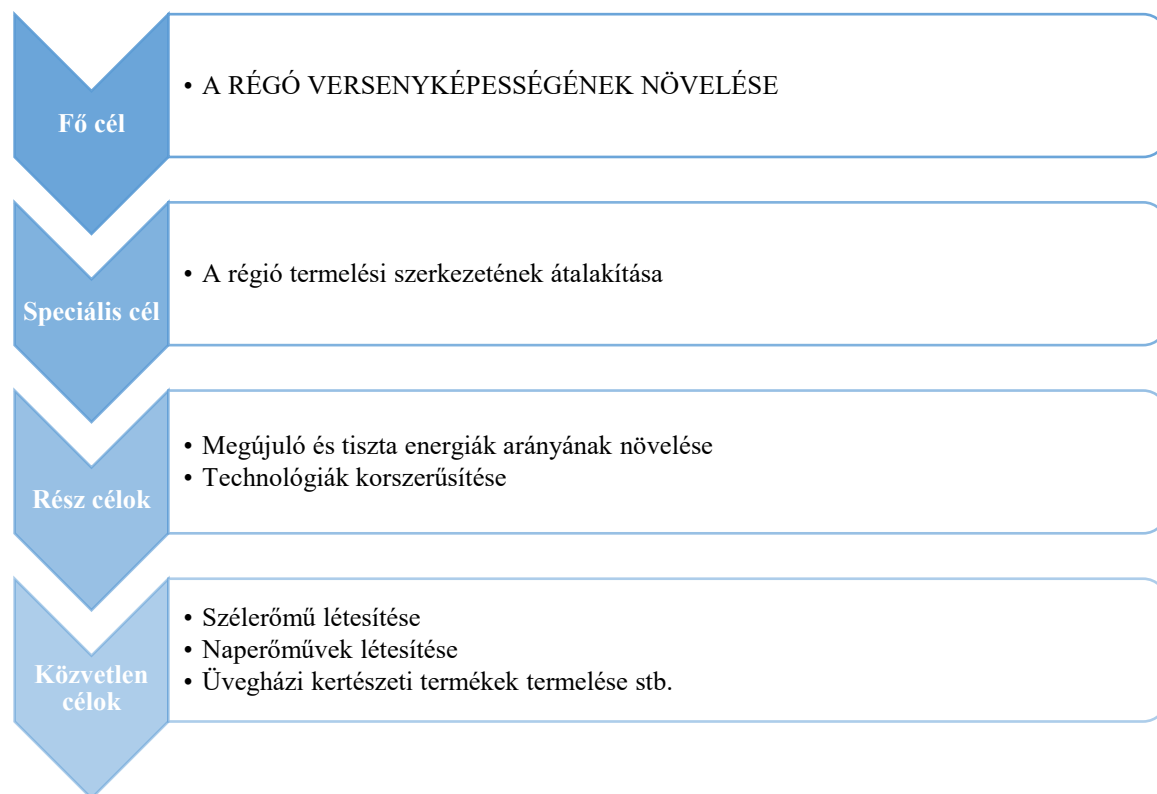 Fő cél
• A RÉGÓ VERSENYKÉPESSÉGÉNEK NÖVELÉSE
Speciális cél
• A régió termelési szerkezetének átalakítása
Rész célok
• Megújuló és tiszta energiák arányának növelése
• Technológiák korszerűsítése
Közvetlen
célok
• Szélerőmű létesítése
• Naperőművek létesítése
• Üvegházi kertészeti termékek termelése stb.